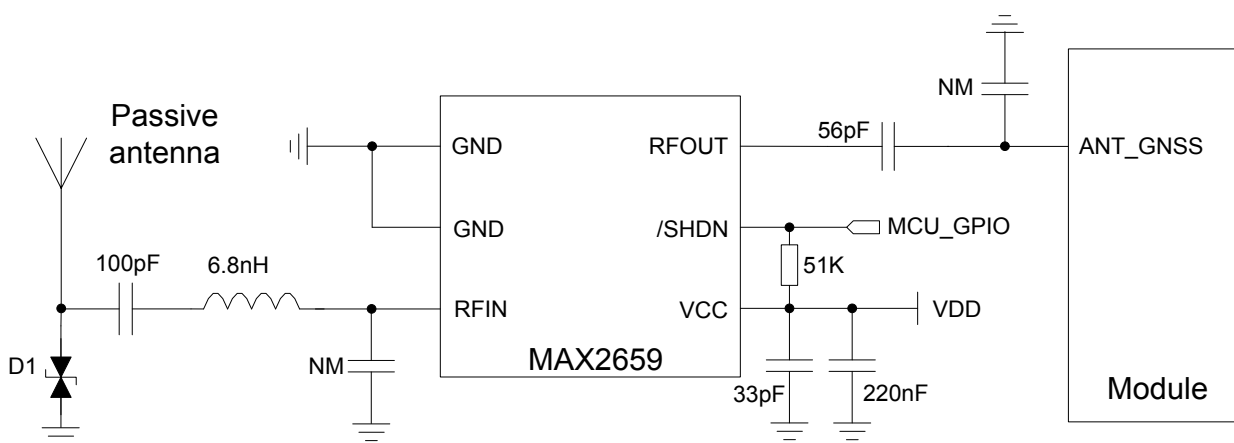 Passive
antenna
100pF
6.8nH
D1
NM
GND
GND
RFIN
RFOUT
/SHDN
VCC
MAX2659
56pF
NM
MCU_GPIO
51K
VDD
33pF
220nF
ANT_GNSS
Module